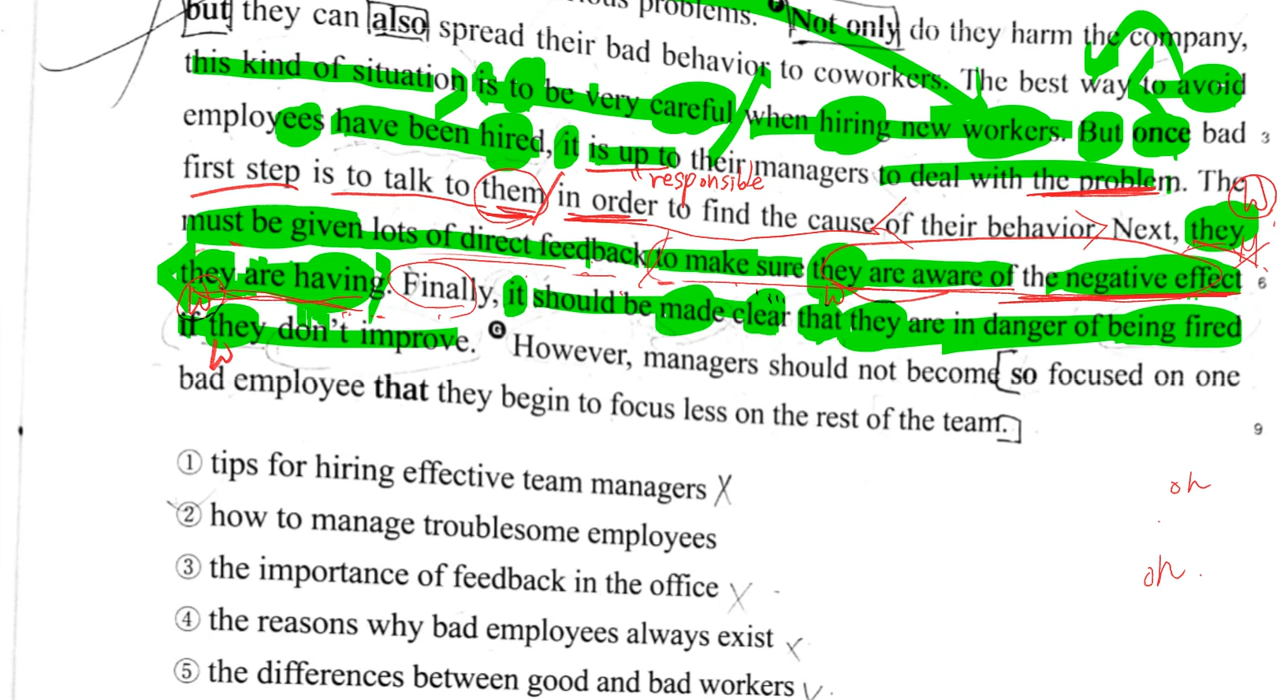 problems. Not only do they harm the company,
but they can also spread their bad behavior to coworkers. The best way to avoid
this kind of situation is to be very careful when hiring new workers. But once bad 3
employees have been hired, it is up to their managers to deal with the problem. The
responsible
first step is to talk to them in order to find the cause of their behavior. Next, they
must be given lots of direct feedback to make sure they are aware of the negative effect 6
they are having. Finally, it should be made clear that they are in danger of being fired
if they don't improve. G However, managers should not become so focused on one
bad employee that they begin to focus less on the rest of the team. 9
① tips for hiring effective team managers X
② how to manage troublesome employees
③ the importance of feedback in the office X
④ the reasons why bad employees always exist X
⑤ the differences between good and bad workers